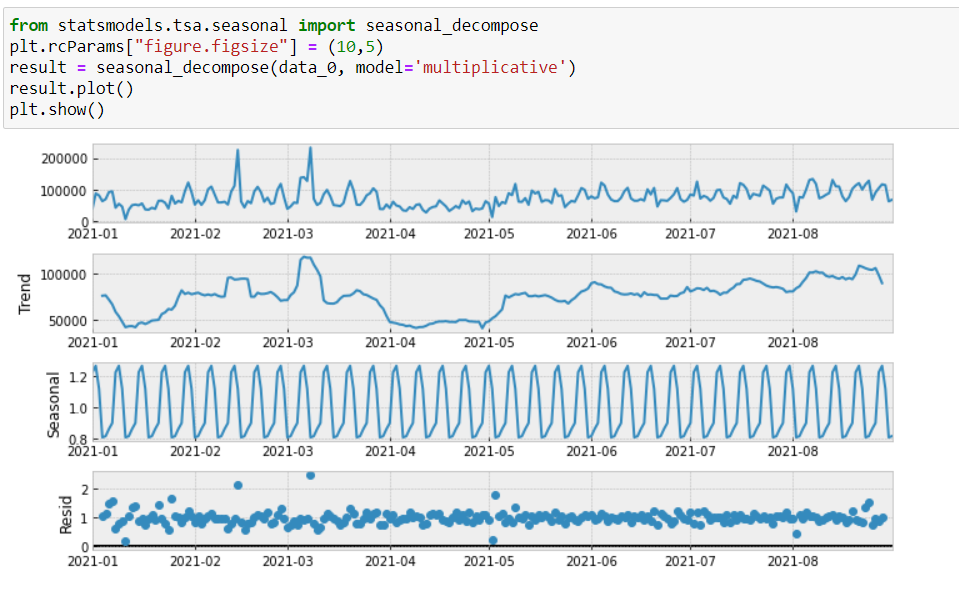 from statsmodels.tsa.seasonal import seasonal_decompose
plt.rcParams["figure.figsize"] = (10,5)
result = seasonal_decompose(data_0, model='multiplicative')
result.plot()
plt.show()
200000
100000
0
2021-01 2021-02 2021-03 2021-04 2021-05 2021-06 2021-07 2021-08
Trend
100000
50000
2021-01 2021-02 2021-03 2021-04 2021-05 2021-06 2021-07 2021-08
Seasonal
1.2
1.0
0.8
2021-01 2021-02 2021-03 2021-04 2021-05 2021-06 2021-07 2021-08
Resid
2
1
0
2021-01 2021-02 2021-03 2021-04 2021-05 2021-06 2021-07 2021-08